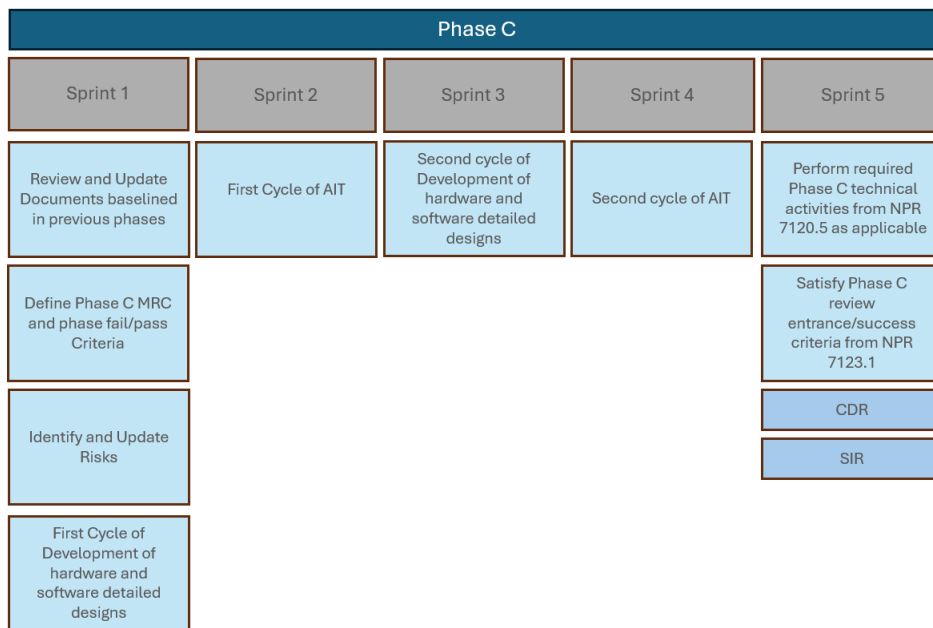 Phase C
Sprint 1
Sprint 2
Sprint 3
Sprint 4
Sprint 5
Review and Update
Documents baselined
in previous phases
First Cycle of AIT
Second cycle of
Development of
hardware and
software detailed
designs
Second cycle of AIT
Perform required
Phase C technical
activities from NPR
7120.5 as applicable
Define Phase C MRC
and phase fail/pass
Criteria
Satisfy Phase C
review
entrance/success
criteria from NPR
7123.1
Identify and Update
Risks
CDR
SIR
First Cycle of
Development of
hardware and
software detailed
designs